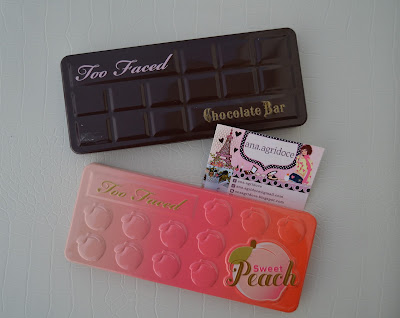 Too Faced
Chocolate Bar
ana.agridoce
Too Faced
Sweet
Peach